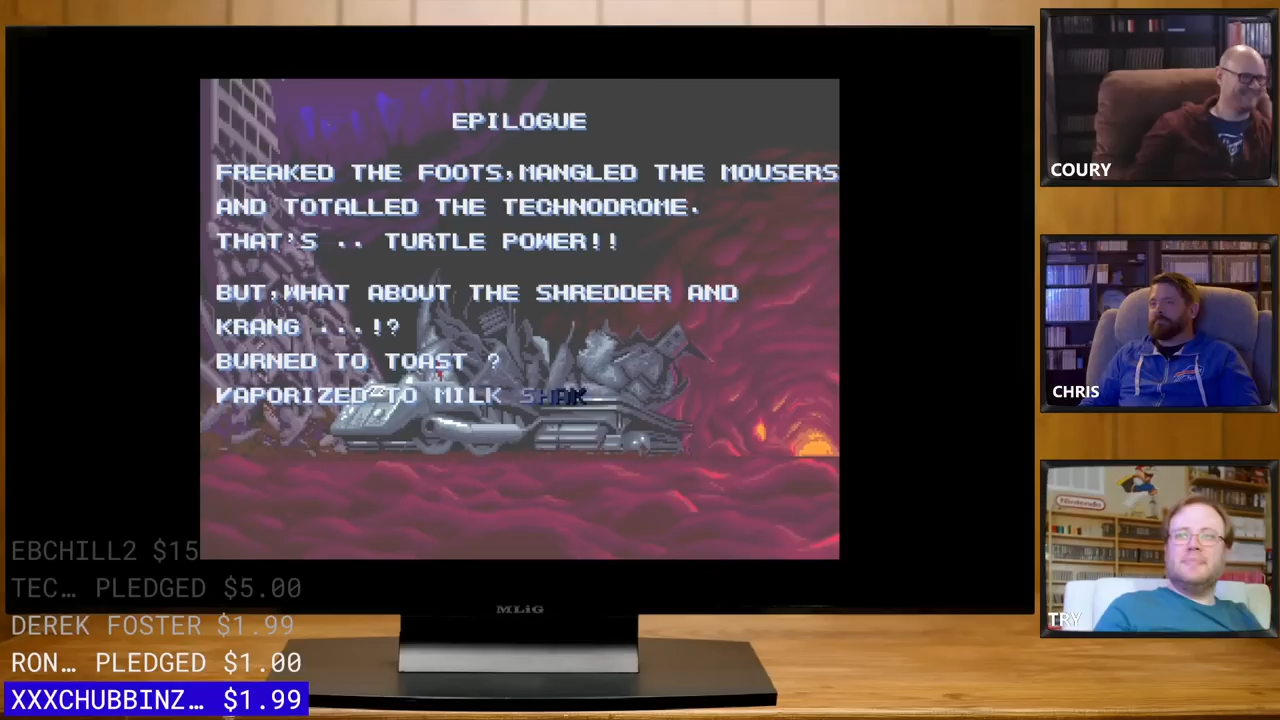 EPILOGUE
FREAKED THE FOOTS,MANGLED THE MOUSERS
AND TOTALLED THE TECHNODROME.
THAT'S .. TURTLE POWER!!
BUT,WHAT ABOUT THE SHREDDER AND
KRANG ...!?
BURNED TO TOAST ?
VAPORIZED TO MILK SHAK
MLiG
EBCHILL2 $15
TEC… PLEDGED $5.00
DEREK FOSTER $1.99
RON… PLEDGED $1.00
XXXCHUBBINZ… $1.99
COURY
CHRIS
Nintendo
TRY